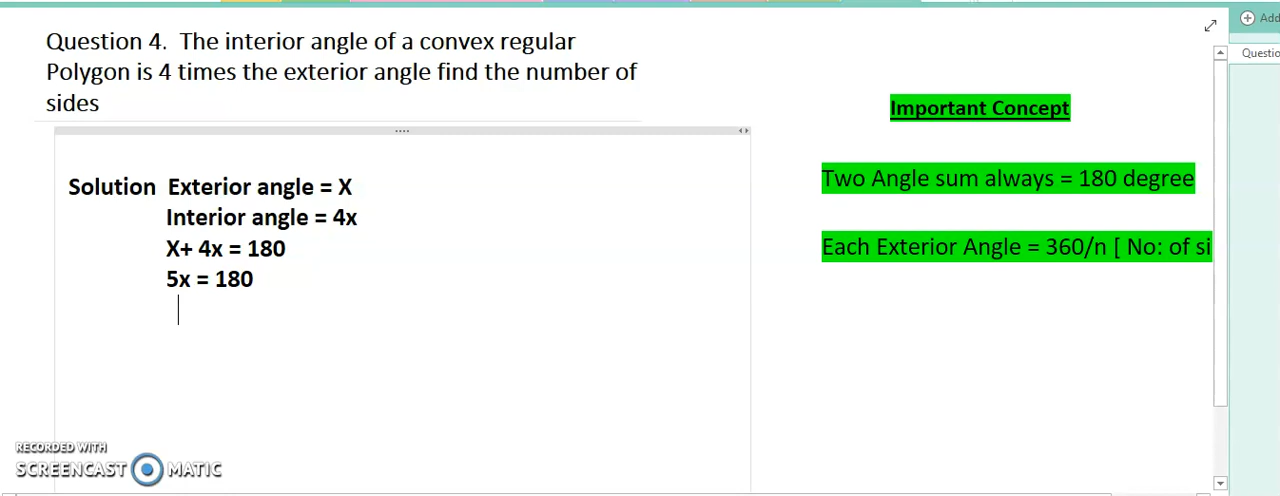 Question 4. The interior angle of a convex regular
Polygon is 4 times the exterior angle find the number of
sides
Important Concept
Solution Exterior angle = X
Interior angle = 4x
X+ 4x = 180
5x = 180
Two Angle sum always = 180 degree
Each Exterior Angle = 360/n [ No: of si
Add
Questio
RECORDED WITH
SCREENCAST MATIC